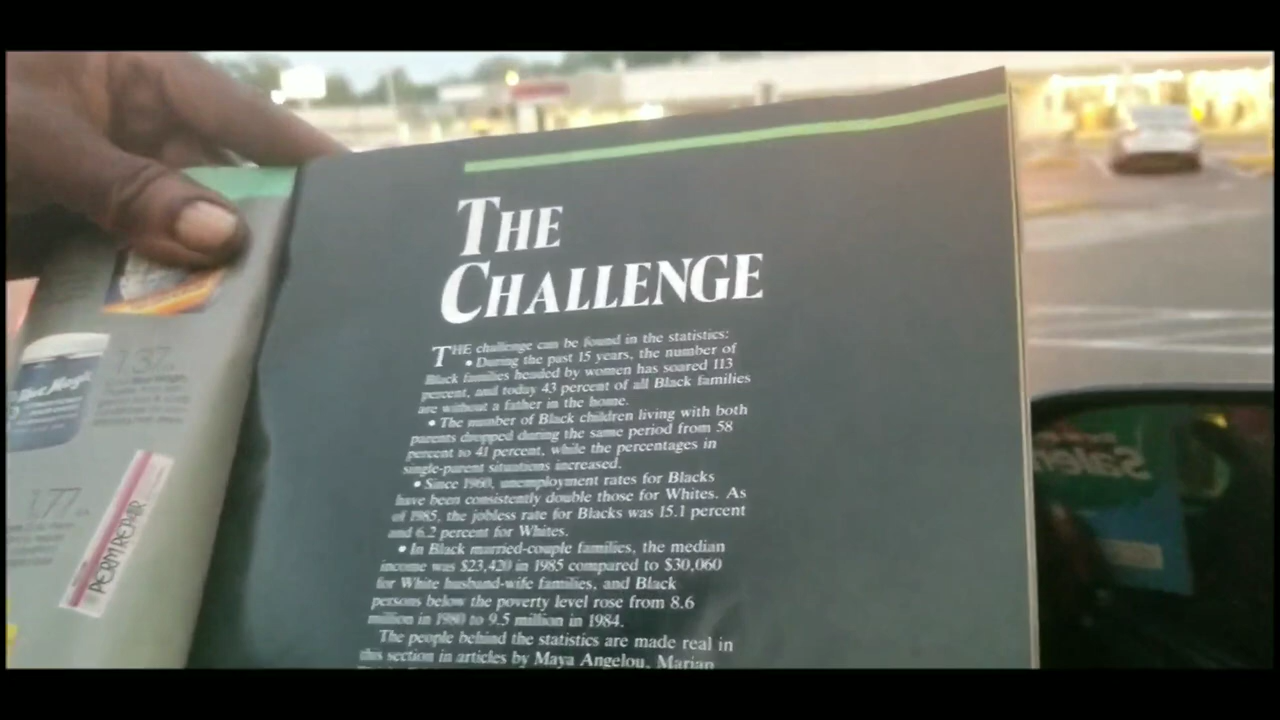 THE
CHALLENGE
THE challenge can be found in the statistics:
• During the past 15 years, the number of
Black families headed by women has soared 113
percent, and today 43 percent of all Black families
are without a father in the home.
• The number of Black children living with both
parents dropped during the same period from 58
percent to 41 percent, while the percentages in
single-parent situations increased.
• Since 1960, unemployment rates for Blacks
have been consistently double those for Whites. As
of 1985, the jobless rate for Blacks was 15.1 percent
and 6.2 percent for Whites.
• In Black married-couple families, the median
income was $23,420 in 1985 compared to $30,060
for White husband-wife families, and Black
persons below the poverty level rose from 8.6
million in 1980 to 9.5 million in 1984.
The people behind the statistics are made real in
this section in articles by Maya Angelou, Marian
1.37
1.77
PERM REPAIR
Salem